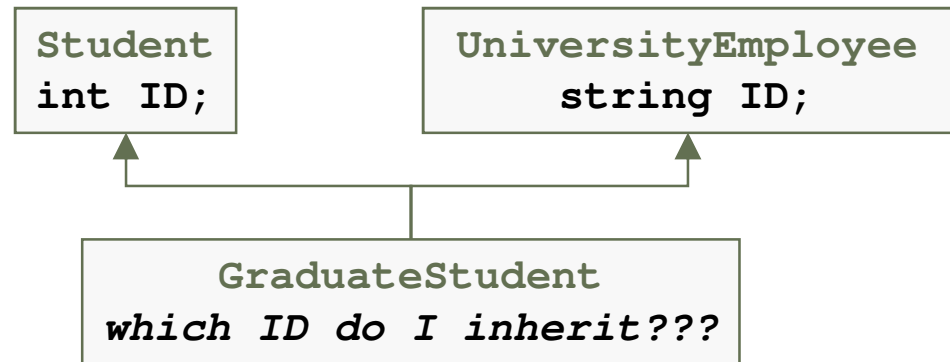 Student
int ID;
UniversityEmployee
string ID;
GraduateStudent
which ID do I inherit???